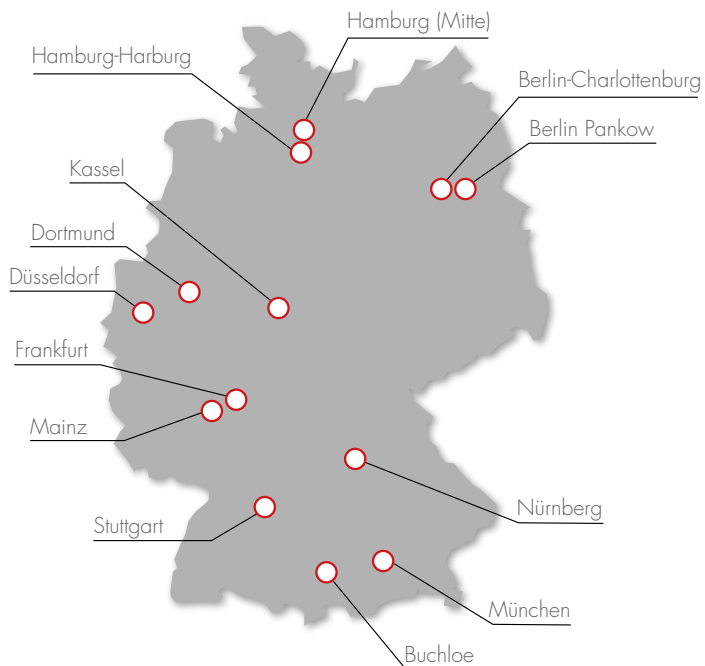 Hamburg (Mitte)
Hamburg-Harburg
Berlin-Charlottenburg
Berlin Pankow
Kassel
Dortmund
Düsseldorf
Frankfurt
Mainz
Nürnberg
Stuttgart
München
Buchloe